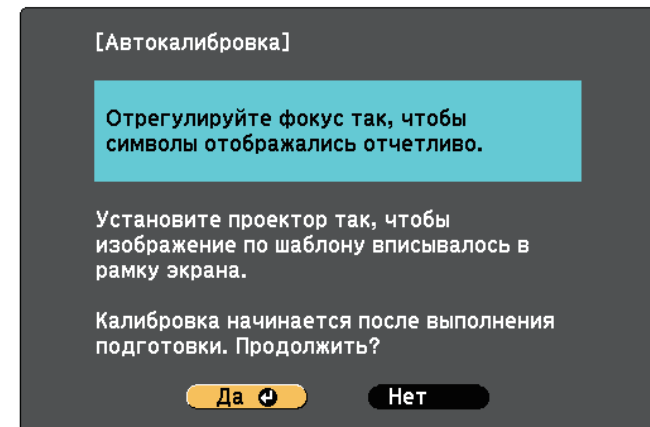 [Автокалибровка]
Отрегулируйте фокус так, чтобы
символы отображались отчетливо.
Установите проектор так, чтобы
изображение по шаблону вписывалось в
рамку экрана.
Калибровка начинается после выполнения
подготовки. Продолжить?
Да Нет